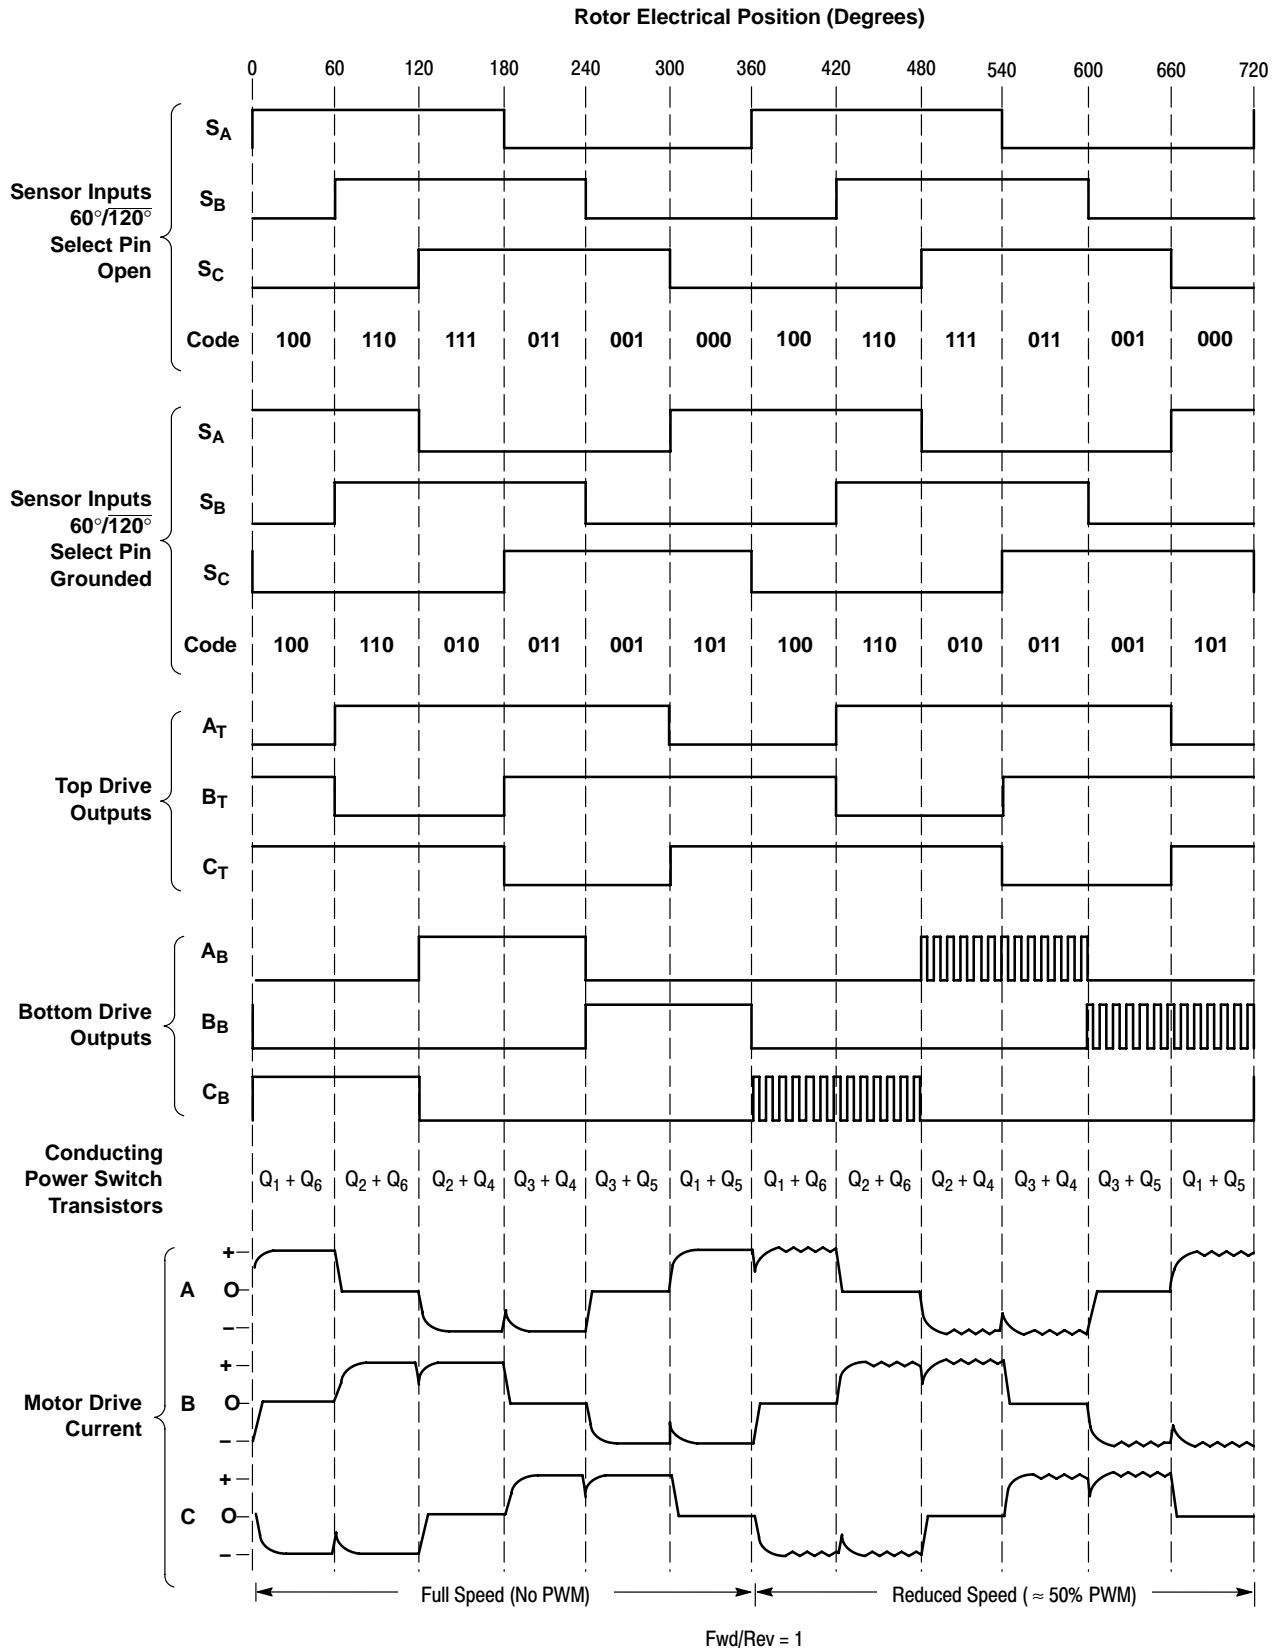 Rotor Electrical Position (Degrees)
0 60 120 180 240 300 360 420 480 540 600 660 720
Sensor Inputs
60°/120°
Select Pin
Open
SA
SB
SC
Code 100 110 111 011 001 000 100 110 111 011 001 000
Sensor Inputs
60°/120°
Select Pin
Grounded
SA
SB
SC
Code 100 110 010 011 001 101 100 110 010 011 001 101
Top Drive
Outputs
AT
BT
CT
Bottom Drive
Outputs
AB
BB
CB
Conducting
Power Switch
Transistors
Q1 + Q6 Q2 + Q6 Q2 + Q4 Q3 + Q4 Q3 + Q5 Q1 + Q5 Q1 + Q6 Q2 + Q6 Q2 + Q4 Q3 + Q4 Q3 + Q5 Q1 + Q5
Motor Drive
Current
+
A O
–
+
B O
–
+
C O
–
Full Speed (No PWM) Reduced Speed ( ≈ 50% PWM)
Fwd/Rev = 1